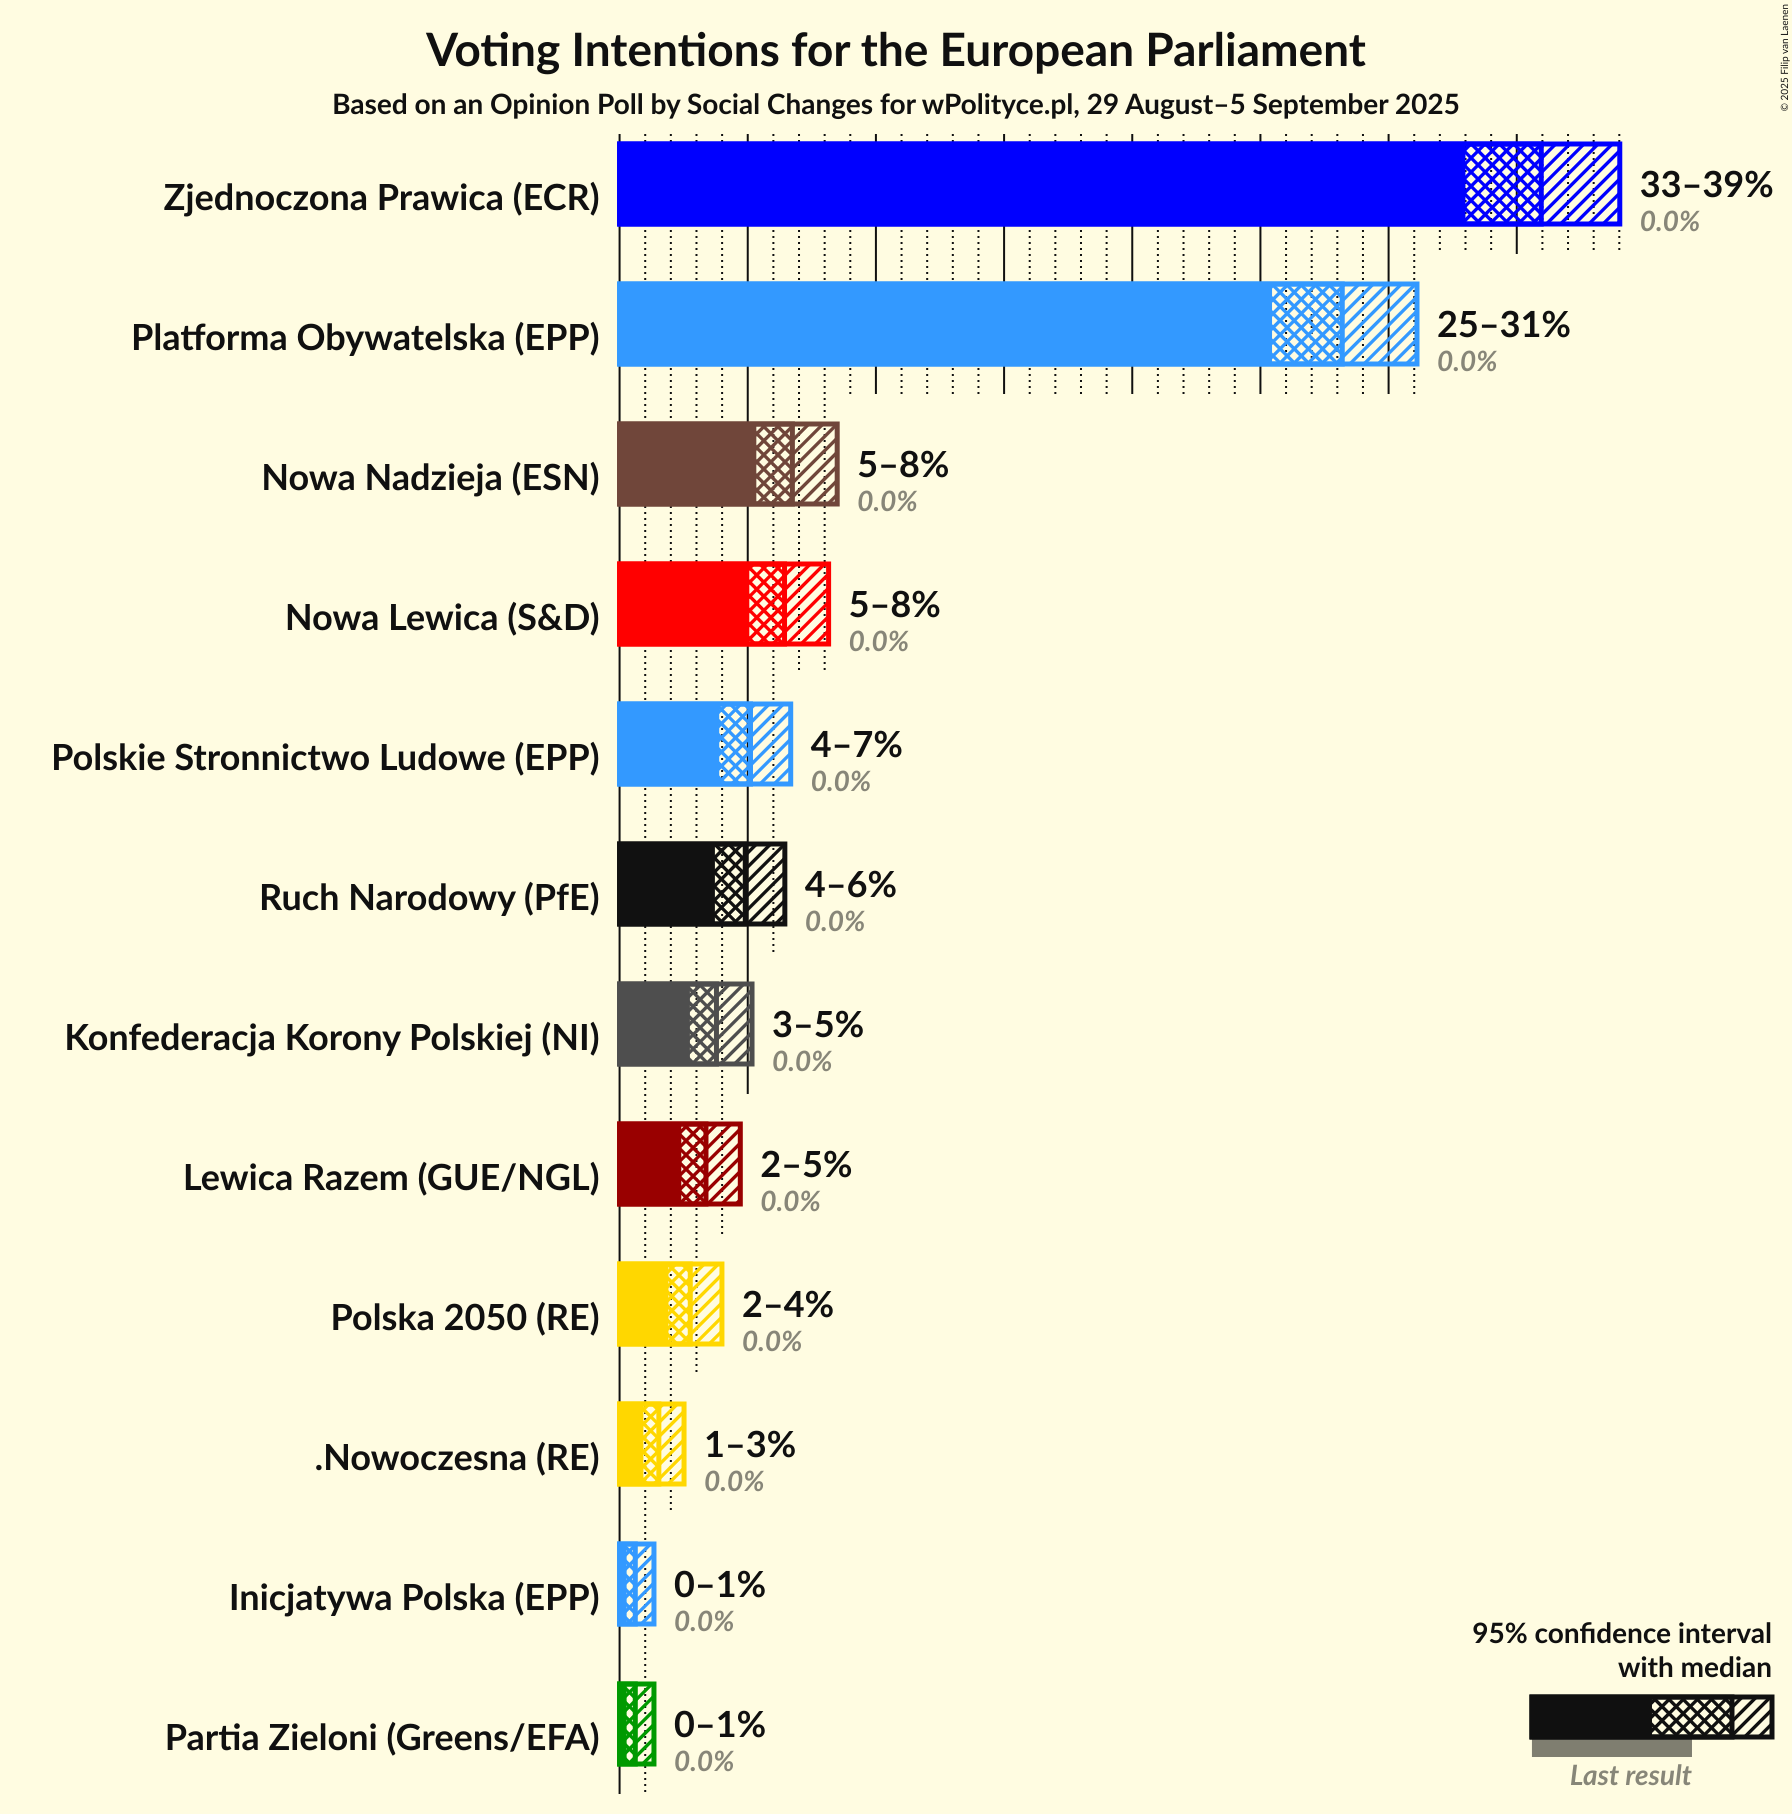 Voting Intentions for the European Parliament
Based on an Opinion Poll by Social Changes for wPolityce.pl, 29 August–5 September 2025
© 2025 Filip van Laenen
Zjednoczona Prawica (ECR)
33–39%
0.0%
Platforma Obywatelska (EPP)
25–31%
0.0%
Nowa Nadzieja (ESN)
5–8%
0.0%
Nowa Lewica (S&D)
5–8%
0.0%
Polskie Stronnictwo Ludowe (EPP)
4–7%
0.0%
Ruch Narodowy (PfE)
4–6%
0.0%
Konfederacja Korony Polskiej (NI)
3–5%
0.0%
Lewica Razem (GUE/NGL)
2–5%
0.0%
Polska 2050 (RE)
2–4%
0.0%
.Nowoczesna (RE)
1–3%
0.0%
Inicjatywa Polska (EPP)
0–1%
0.0%
Partia Zieloni (Greens/EFA)
0–1%
0.0%
95% confidence interval
with median
Last result